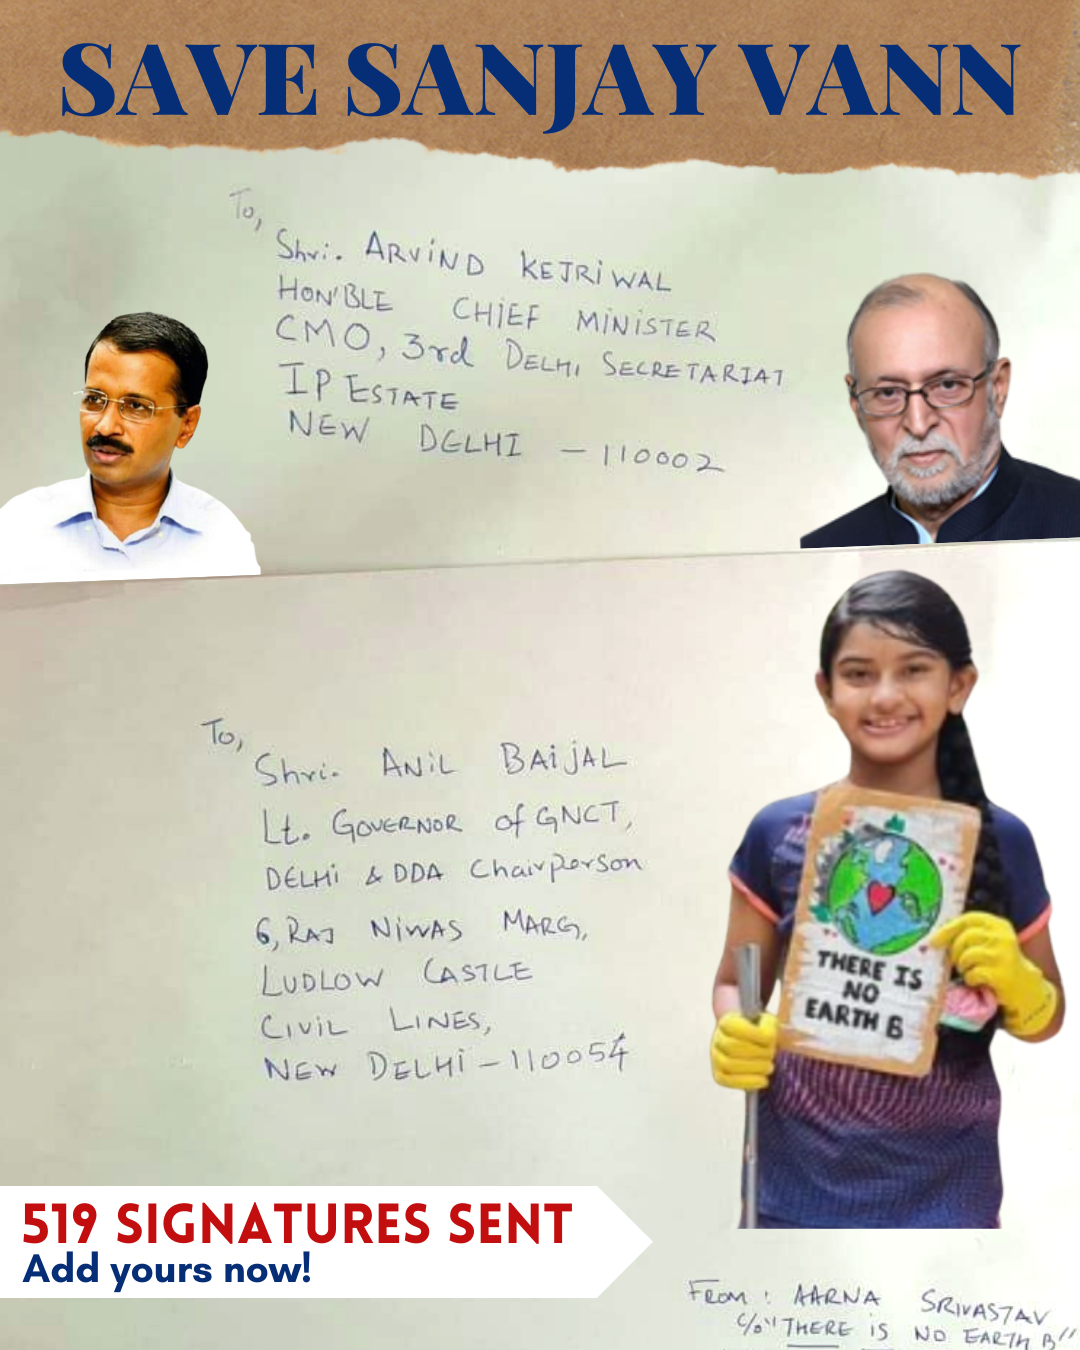 SAVE SANJAY VANN
To,
Shri. ARViND KEJRiWAL
HON'BLE CHiEF MiNiSTER
CMO, 3rd DELHi SECRETARIAT
IP ESTATE
NEW DELHI - 110002
To,
Shri. ANiL BAiJAL
Lt. GOVERNOR of GNCT,
DELHi & DDA Chairperson
6, RAJ NiWAS MARG,
LUDLOW CASTLE
CiViL LINES,
NEW DELHi - 110054
THERE IS
NO
EARTH B
519 SIGNATURES SENT
Add yours now!
FROM : AARNA SRIVASTAV
c/o "THERE iS NO EARTH B"